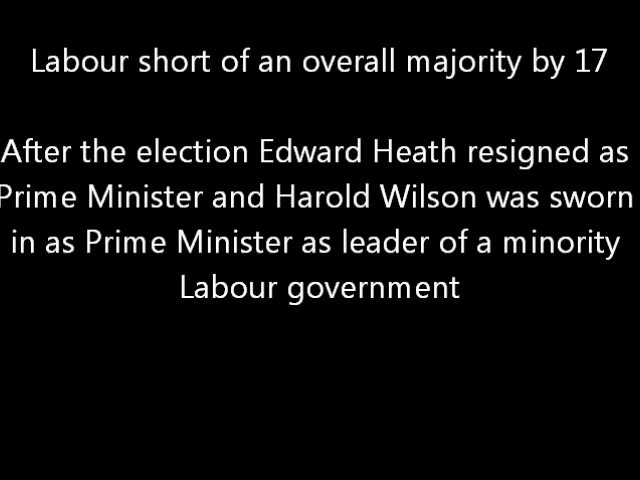 Labour short of an overall majority by 17
After the election Edward Heath resigned as
Prime Minister and Harold Wilson was sworn
in as Prime Minister as leader of a minority
Labour government